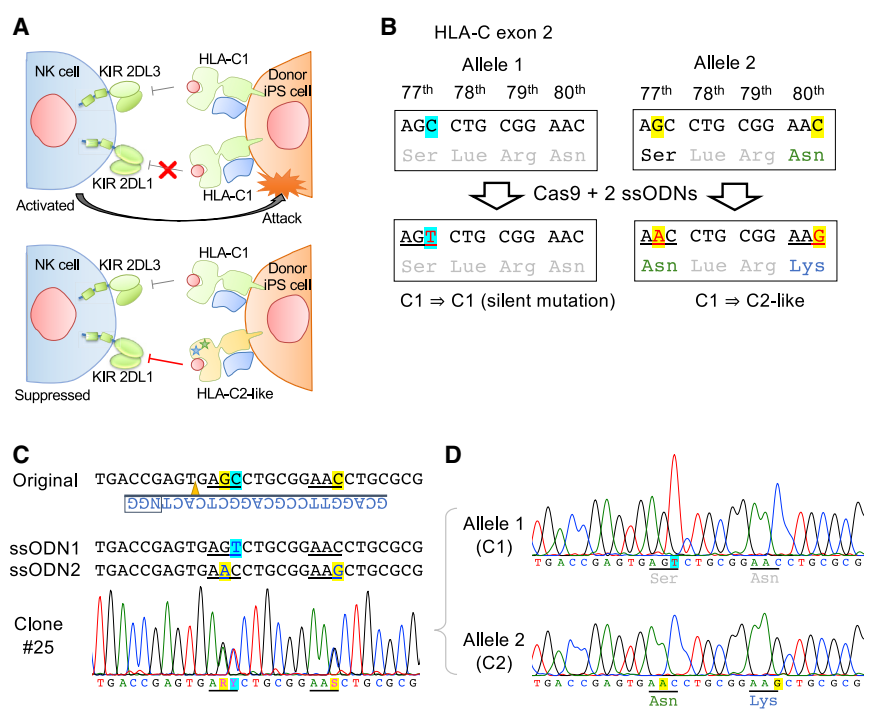 A
NK cell
KIR 2DL3
HLA-C1
Donor
iPS cell
KIR 2DL1
HLA-C1
Activated
Attack
NK cell
KIR 2DL3
HLA-C1
Donor
iPS cell
KIR 2DL1
HLA-C2-like
Suppressed
B
HLA-C exon 2
Allele 1
77th 78th 79th 80th
AGC CTG CGG AAC
Ser Lue Arg Asn
Allele 2
77th 78th 79th 80th
AGC CTG CGG AAC
Ser Lue Arg Asn
Cas9 + 2 ssODNs
AGT CTG CGG AAC
Ser Lue Arg Asn
C1 ⇒ C1 (silent mutation)
AAC CTG CGG AAG
Asn Lue Arg Lys
C1 ⇒ C2-like
C
Original TGACCGAGTGAGCCTGCGGAACCTGCGCG
GCAGGTTCCGCAGGCTCACTNGG
ssODN1 TGACCGAGTGAGTCTGCGGAACCTGCGCG
ssODN2 TGACCGAGTGAACCTGCGGAAGCTGCGCG
Clone
#25
TGACCGAGTGARYCTGCGGAASCTGCGCG
D
Allele 1
(C1)
TGACCGAGTGAGTCTGCGGAACCTGCGCG
Ser Asn
Allele 2
(C2)
TGACCGAGTGAACCTGCGGAAGCTGCGCG
Asn Lys